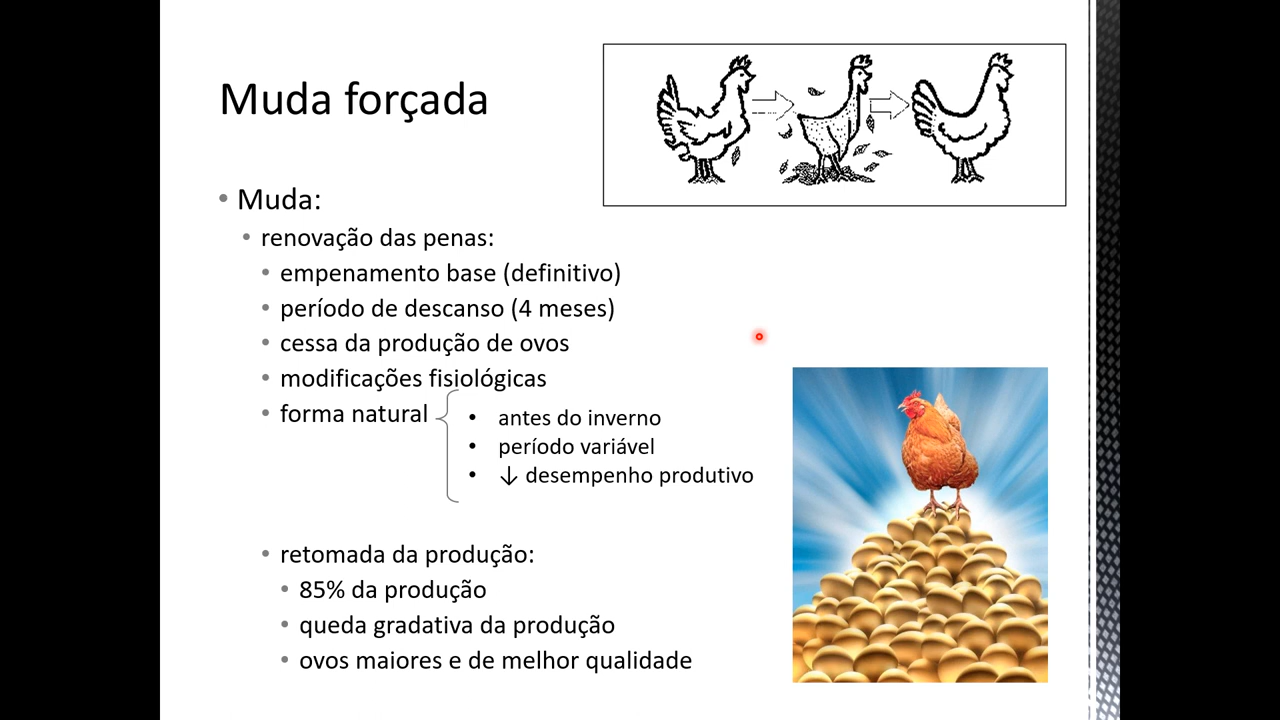 Muda forçada
• Muda:
• renovação das penas:
• empenamento base (definitivo)
• período de descanso (4 meses)
• cessa da produção de ovos
• modificações fisiológicas
• forma natural
• antes do inverno
• período variável
• ↓ desempenho produtivo
• retomada da produção:
• 85% da produção
• queda gradativa da produção
• ovos maiores e de melhor qualidade